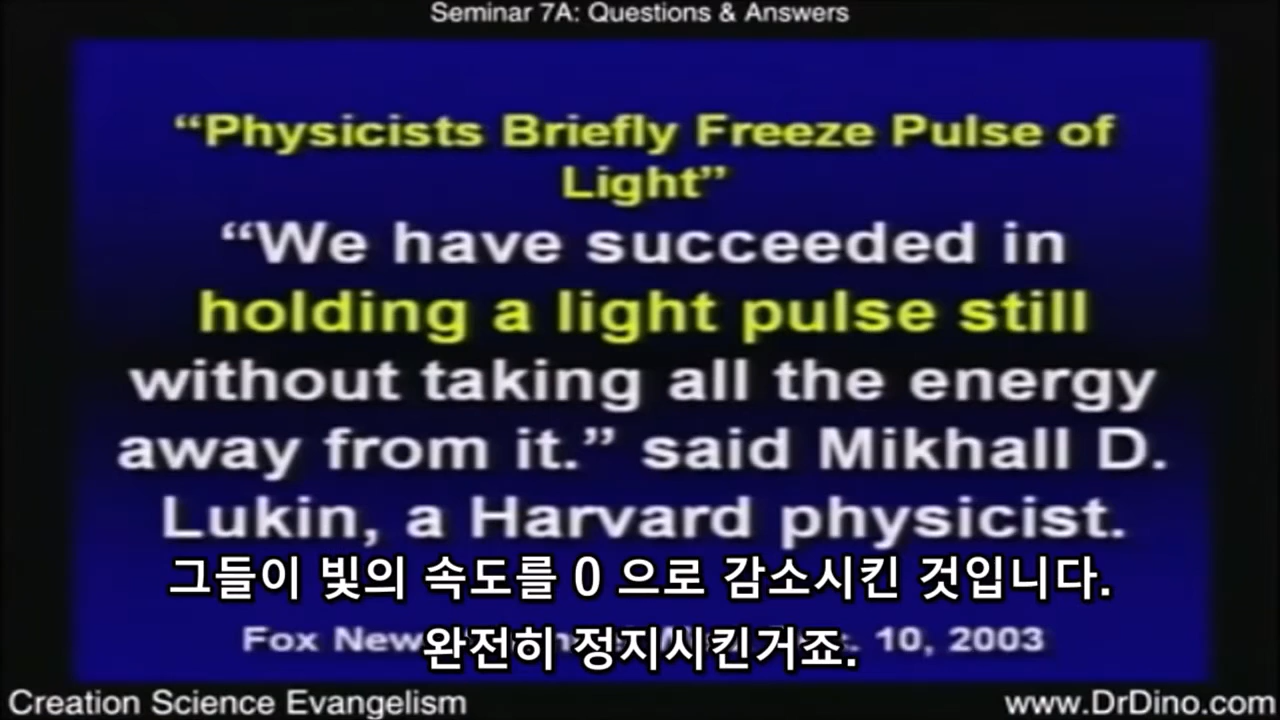 Seminar 7A: Questions & Answers
“Physicists Briefly Freeze Pulse of
Light”
“We have succeeded in
holding a light pulse still
without taking all the energy
away from it.” said Mikhall D.
Lukin, a Harvard physicist.
그들이 빛의 속도를 0 으로 감소시킨 것입니다.
Fox New 10, 2003
완전히 정지시킨거죠.
Creation Science Evangelism
www.DrDino.com